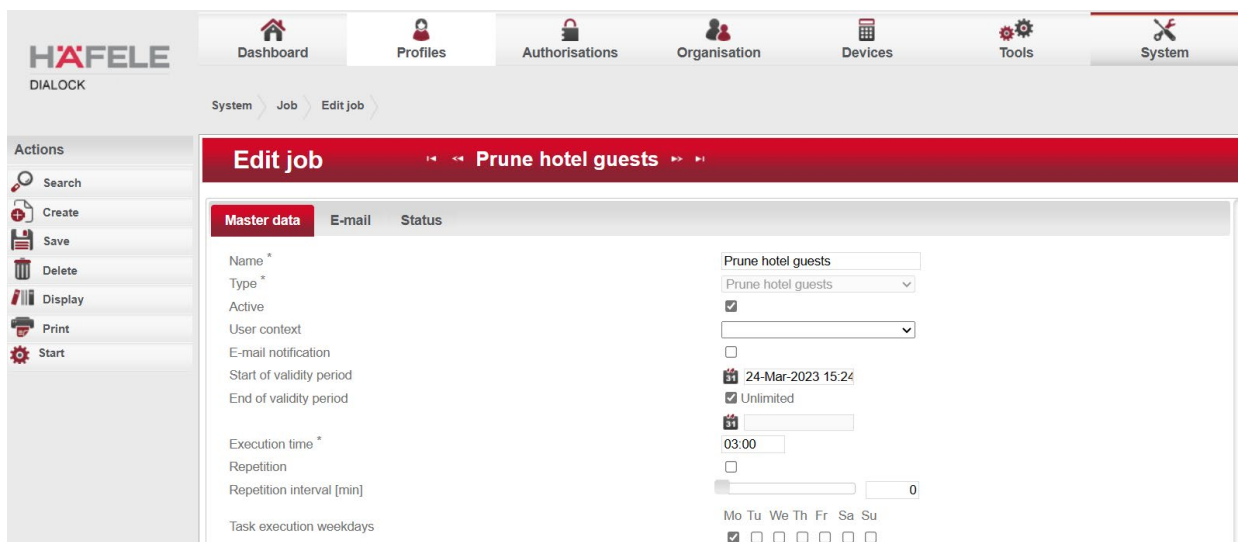 HÄFELE
DIALOCK
Dashboard
Profiles
Authorisations
Organisation
Devices
Tools
System
System Job Edit job
Actions
Search
Create
Save
Delete
Display
Print
Start
Edit job Prune hotel guests
Master data E-mail Status
Name * Prune hotel guests
Type * Prune hotel guests
Active
User context
E-mail notification
Start of validity period 31 24-Mar-2023 15:24
End of validity period Unlimited
31
Execution time * 03:00
Repetition
Repetition interval [min] 0
Mo Tu We Th Fr Sa Su
Task execution weekdays